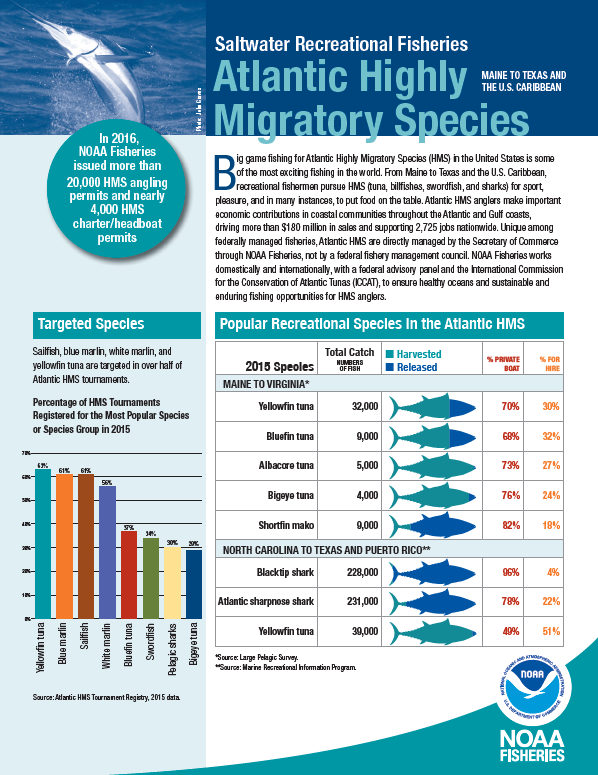 Saltwater Recreational Fisheries
Atlantic Highly
Migratory Species
MAINE TO TEXAS AND
THE U.S. CARIBBEAN
In 2016,
NOAA Fisheries
issued more than
20,000 HMS angling
permits and nearly
4,000 HMS
charter/headboat
permits
Big game fishing for Atlantic Highly Migratory Species (HMS) in the United States is some
of the most exciting fishing in the world. From Maine to Texas and the U.S. Caribbean,
recreational fishermen pursue HMS (tuna, billfishes, swordfish, and sharks) for sport,
pleasure, and in many instances, to put food on the table. Atlantic HMS anglers make important
economic contributions in coastal communities throughout the Atlantic and Gulf coasts,
driving more than $180 million in sales and supporting 2,725 jobs nationwide. Unique among
federally managed fisheries, Atlantic HMS are directly managed by the Secretary of Commerce
through NOAA Fisheries, not by a federal fishery management council. NOAA Fisheries works
domestically and internationally, with a federal advisory panel and the International Commission
for the Conservation of Atlantic Tunas (ICCAT), to ensure healthy oceans and sustainable and
enduring fishing opportunities for HMS anglers.
Targeted Species
Sailfish, blue marlin, white marlin, and
yellowfin tuna are targeted in over half of
Atlantic HMS tournaments.
Percentage of HMS Tournaments
Registered for the Most Popular Species
or Species Group in 2015
70%
60%
50%
40%
30%
20%
10%
0%
63%
61%
61%
56%
37%
34%
30%
29%
Yellowfin tuna
Blue marlin
Sailfish
White marlin
Bluefin tuna
Swordfish
Pelagic sharks
Bigeye tuna
Source: Atlantic HMS Tournament Registry, 2015 data.
Popular Recreational Species in the Atlantic HMS
2015 Species
Total Catch
NUMBERS
OF FISH
Harvested
Released
% PRIVATE
BOAT
% FOR
HIRE
MAINE TO VIRGINIA*
Yellowfin tuna 32,000 70% 30%
Bluefin tuna 9,000 68% 32%
Albacore tuna 5,000 73% 27%
Bigeye tuna 4,000 76% 24%
Shortfin mako 9,000 82% 18%
NORTH CAROLINA TO TEXAS AND PUERTO RICO**
Blacktip shark 228,000 96% 4%
Atlantic sharpnose shark 231,000 78% 22%
Yellowfin tuna 39,000 49% 51%
*Source: Large Pelagic Survey.
**Source: Marine Recreational Information Program.
NATIONAL OCEANIC AND ATMOSPHERIC ADMINISTRATION
NOAA
U.S. DEPARTMENT OF COMMERCE
NOAA
FISHERIES